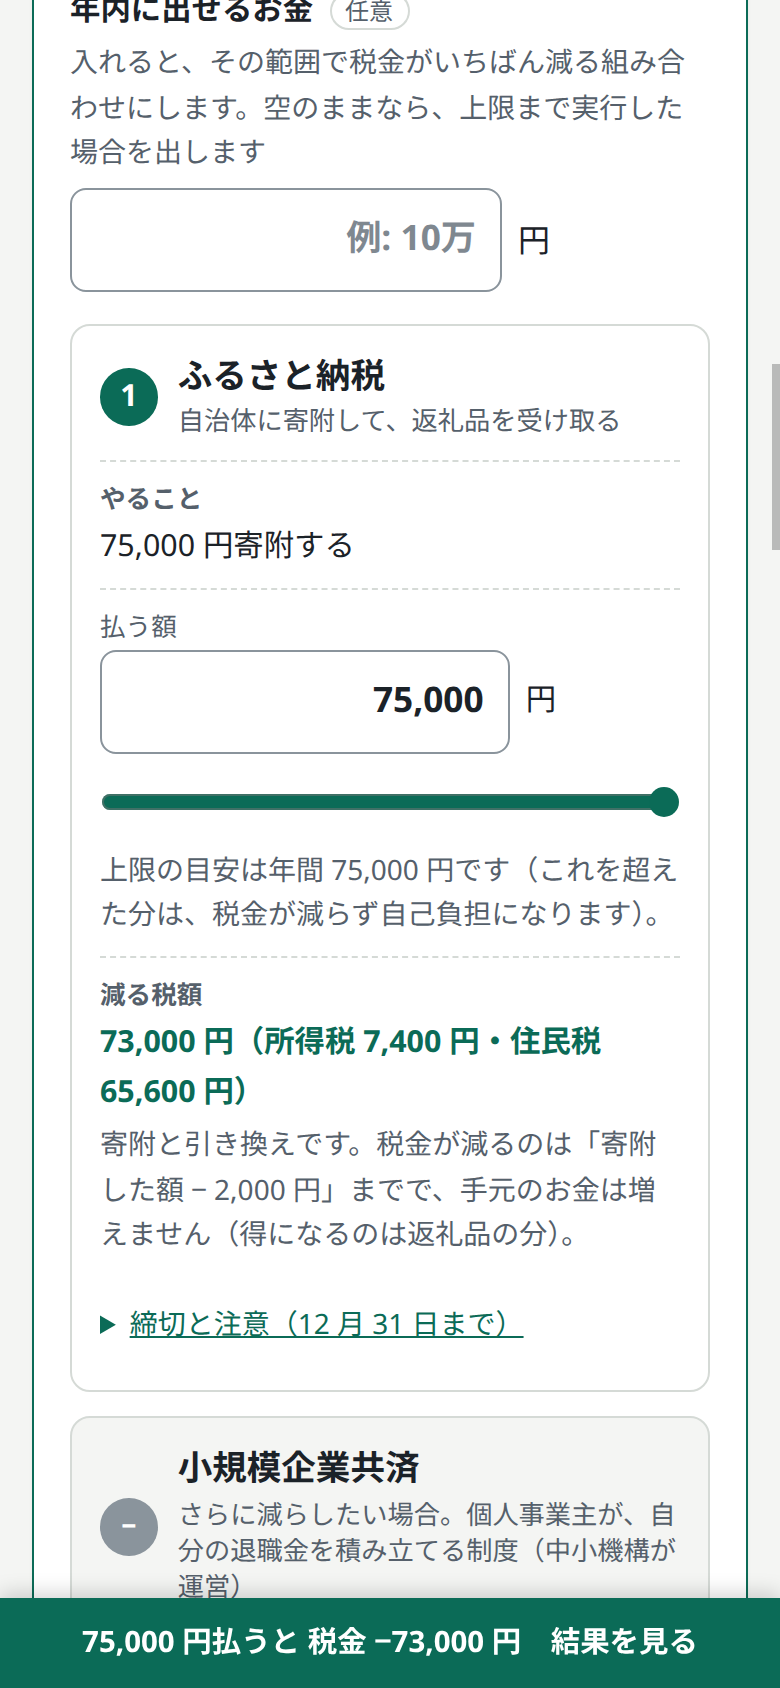 年内に出せるお金 任意
入れると、その範囲で税金がいちばん減る組み合
わせにします。空のままなら、上限まで実行した
場合を出します
例: 10万 円
1 ふるさと納税
自治体に寄附して、返礼品を受け取る
やること
75,000 円寄附する
払う額
75,000 円
上限の目安は年間 75,000 円です（これを超え
た分は、税金が減らず自己負担になります）。
減る税額
73,000 円（所得税 7,400 円・住民税
65,600 円）
寄附と引き換えです。税金が減るのは「寄附
した額 − 2,000 円」までで、手元のお金は増
えません（得になるのは返礼品の分）。
▶ 締切と注意（12 月 31 日まで）
小規模企業共済
− さらに減らしたい場合。個人事業主が、自
分の退職金を積み立てる制度（中小機構が
運営）
75,000 円払うと 税金 −73,000 円 結果を見る